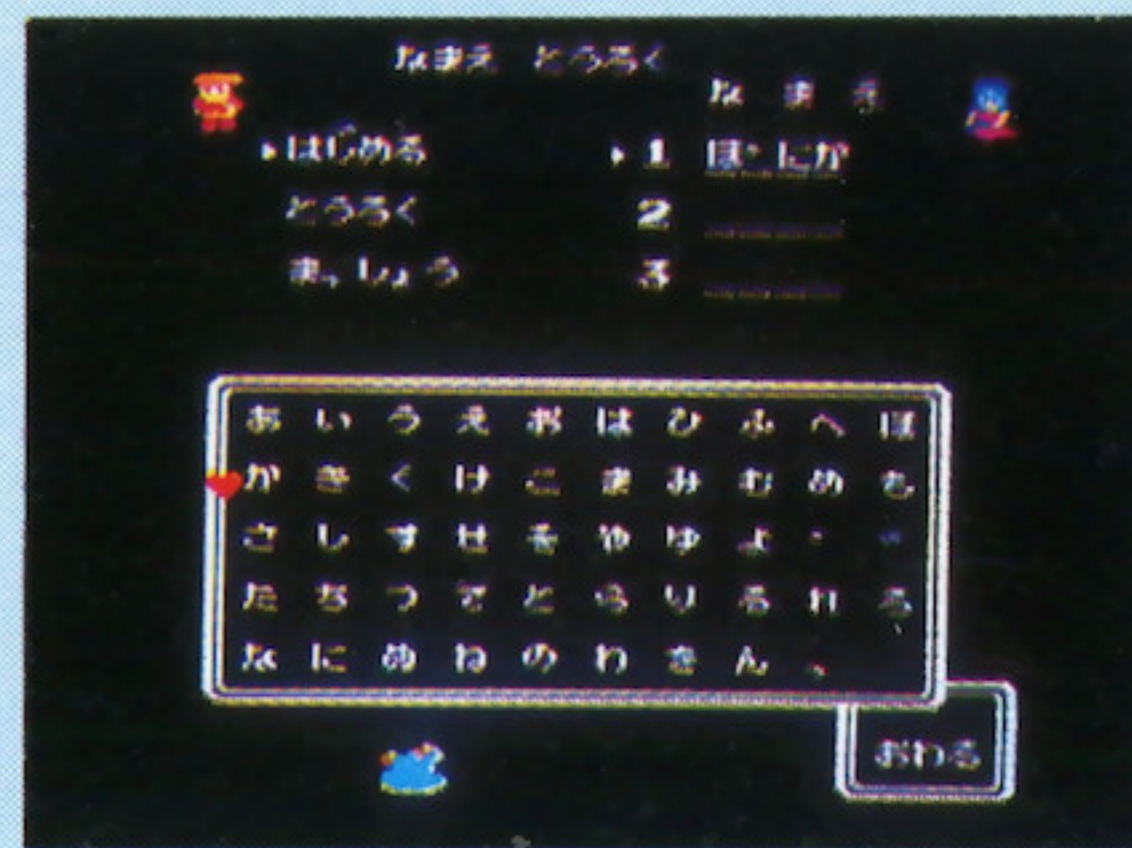 なまえ とうろく
なまえ
はじめる 1
とうろく 2
まっしょう 3
あ い う え お は ひ ふ へ ほ
か き く け こ ま み む め も
さ し す せ そ や ゆ よ
た ち つ て と ら り る れ ろ
な に ぬ ね の わ を ん
おわる